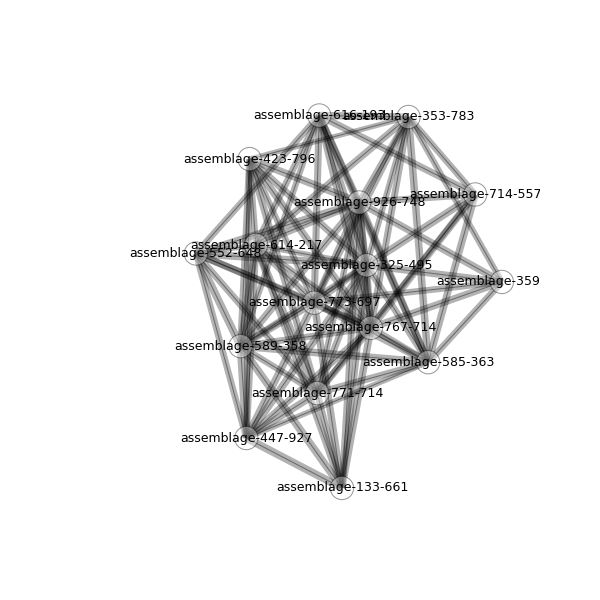 assemblage-616-193
assemblage-353-783
assemblage-423-796
assemblage-714-557
assemblage-926-748
assemblage-614-217
assemblage-552-648
assemblage-325-495
assemblage-359
assemblage-773-697
assemblage-767-714
assemblage-589-358
assemblage-585-363
assemblage-771-714
assemblage-447-927
assemblage-133-661